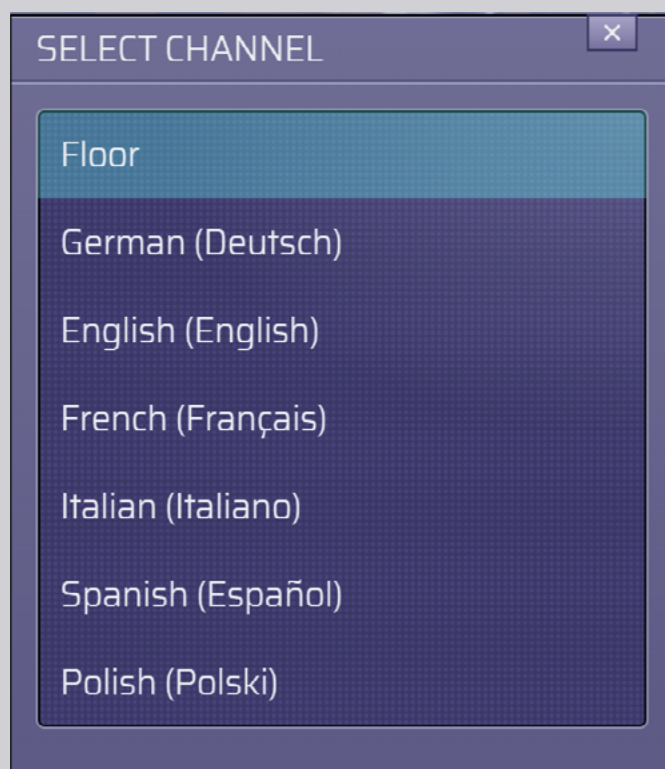 SELECT CHANNEL
Floor
German (Deutsch)
English (English)
French (Français)
Italian (Italiano)
Spanish (Español)
Polish (Polski)